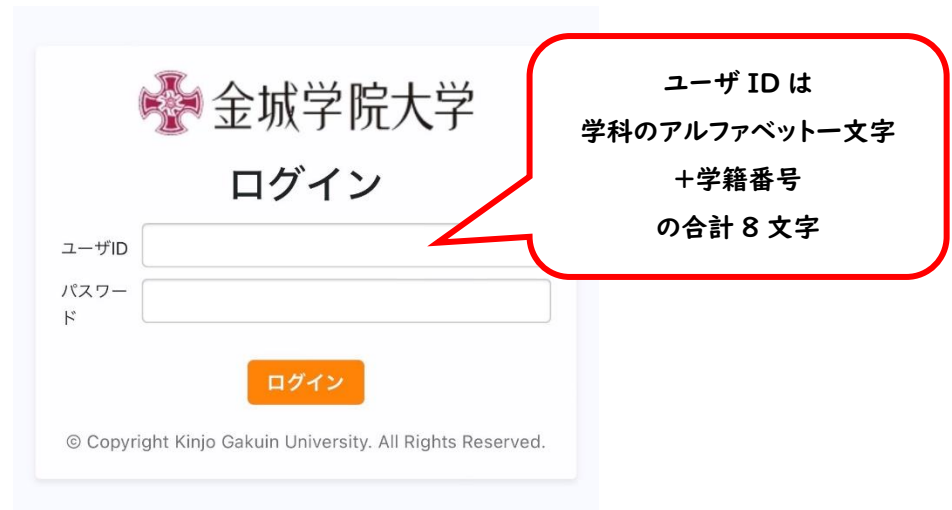 金城学院大学
ログイン
ユーザID
パスワー
ド
ログイン
© Copyright Kinjo Gakuin University. All Rights Reserved.
ユーザ ID は
学科のアルファベット一文字
＋学籍番号
の合計 8 文字